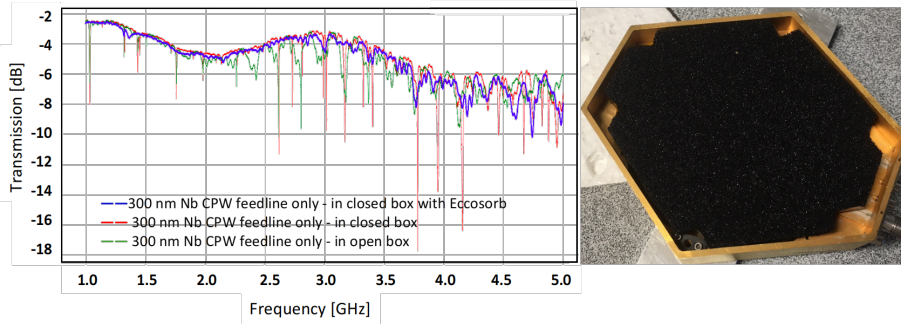 -2
-4
-6
-8
-10
-12
-14
-16
-18
Transmission [dB]
300 nm Nb CPW feedline only - in closed box with Eccosorb
300 nm Nb CPW feedline only - in closed box
300 nm Nb CPW feedline only - in open box
1.0 1.5 2.0 2.5 3.0 3.5 4.0 4.5 5.0
Frequency [GHz]